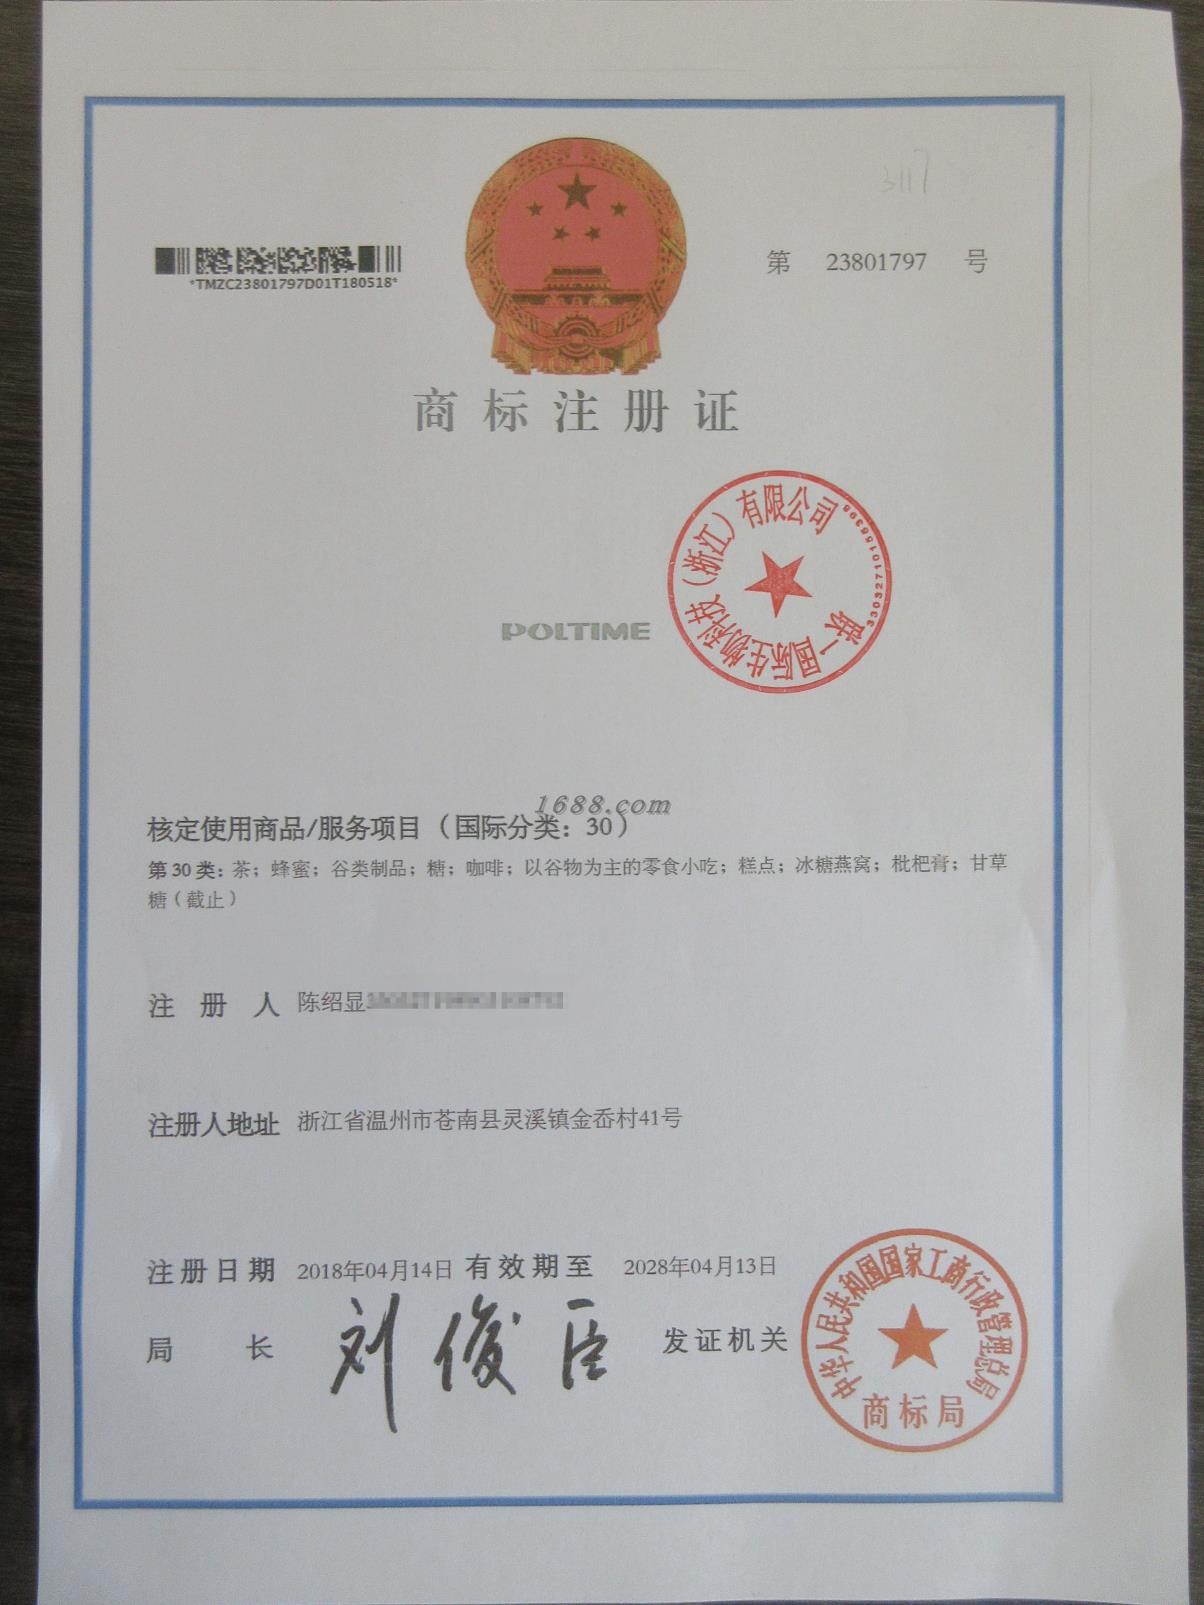 3117
第 23801797 号
*TMZC23801797D01T180518*
商标注册证
联一国际生物科技（浙江）有限公司
POLTIME
1688.com
核定使用商品/服务项目（国际分类：30）
第 30 类：茶；蜂蜜；谷类制品；糖；咖啡；以谷物为主的零食小吃；糕点；冰糖燕窝；枇杷膏；甘草
糖（截止）
注册人 陈绍显
注册人地址 浙江省温州市苍南县灵溪镇金岙村41号
注册日期 2018年04月14日 有效期至 2028年04月13日
局长 刘俊臣 发证机关
中华人民共和国国家工商行政管理总局
商标局